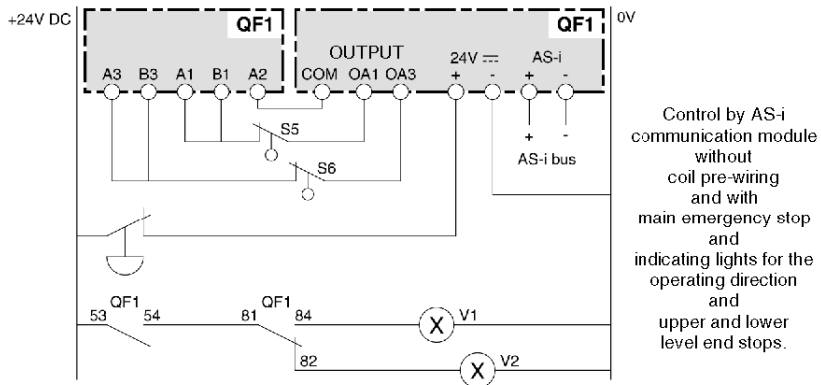 +24V DC
QF1
QF1
0V
OUTPUT
24V
AS-i
A3 B3 A1 B1 A2
COM OA1 OA3 + - + -
S5
+ -
AS-i bus
S6
Control by AS-i
communication module
without
coil pre-wiring
and with
main emergency stop
and
indicating lights for the
operating direction
and
upper and lower
level end stops.
QF1
QF1
53 54 81 84
X V1
82
X V2